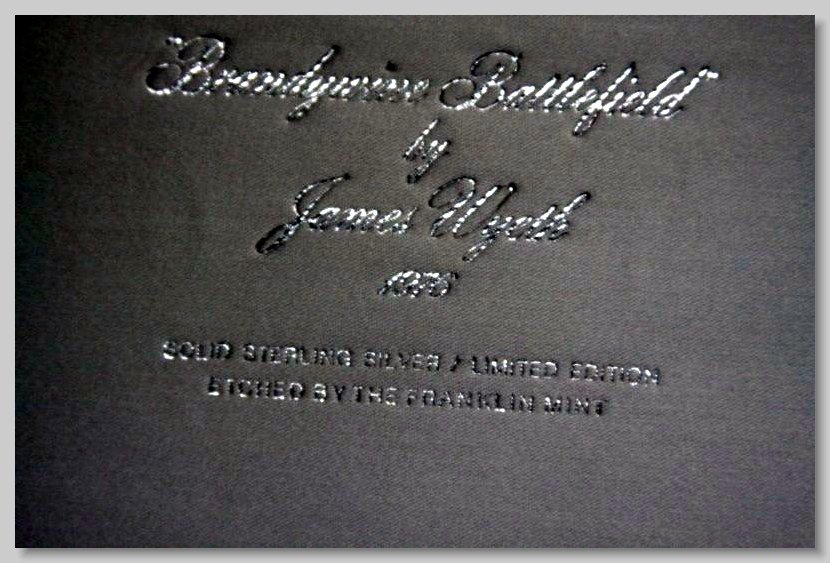 "Brandywine Battlefield"
by
James Wyeth
1976
SOLID STERLING SILVER / LIMITED EDITION
ETCHED BY THE FRANKLIN MINT